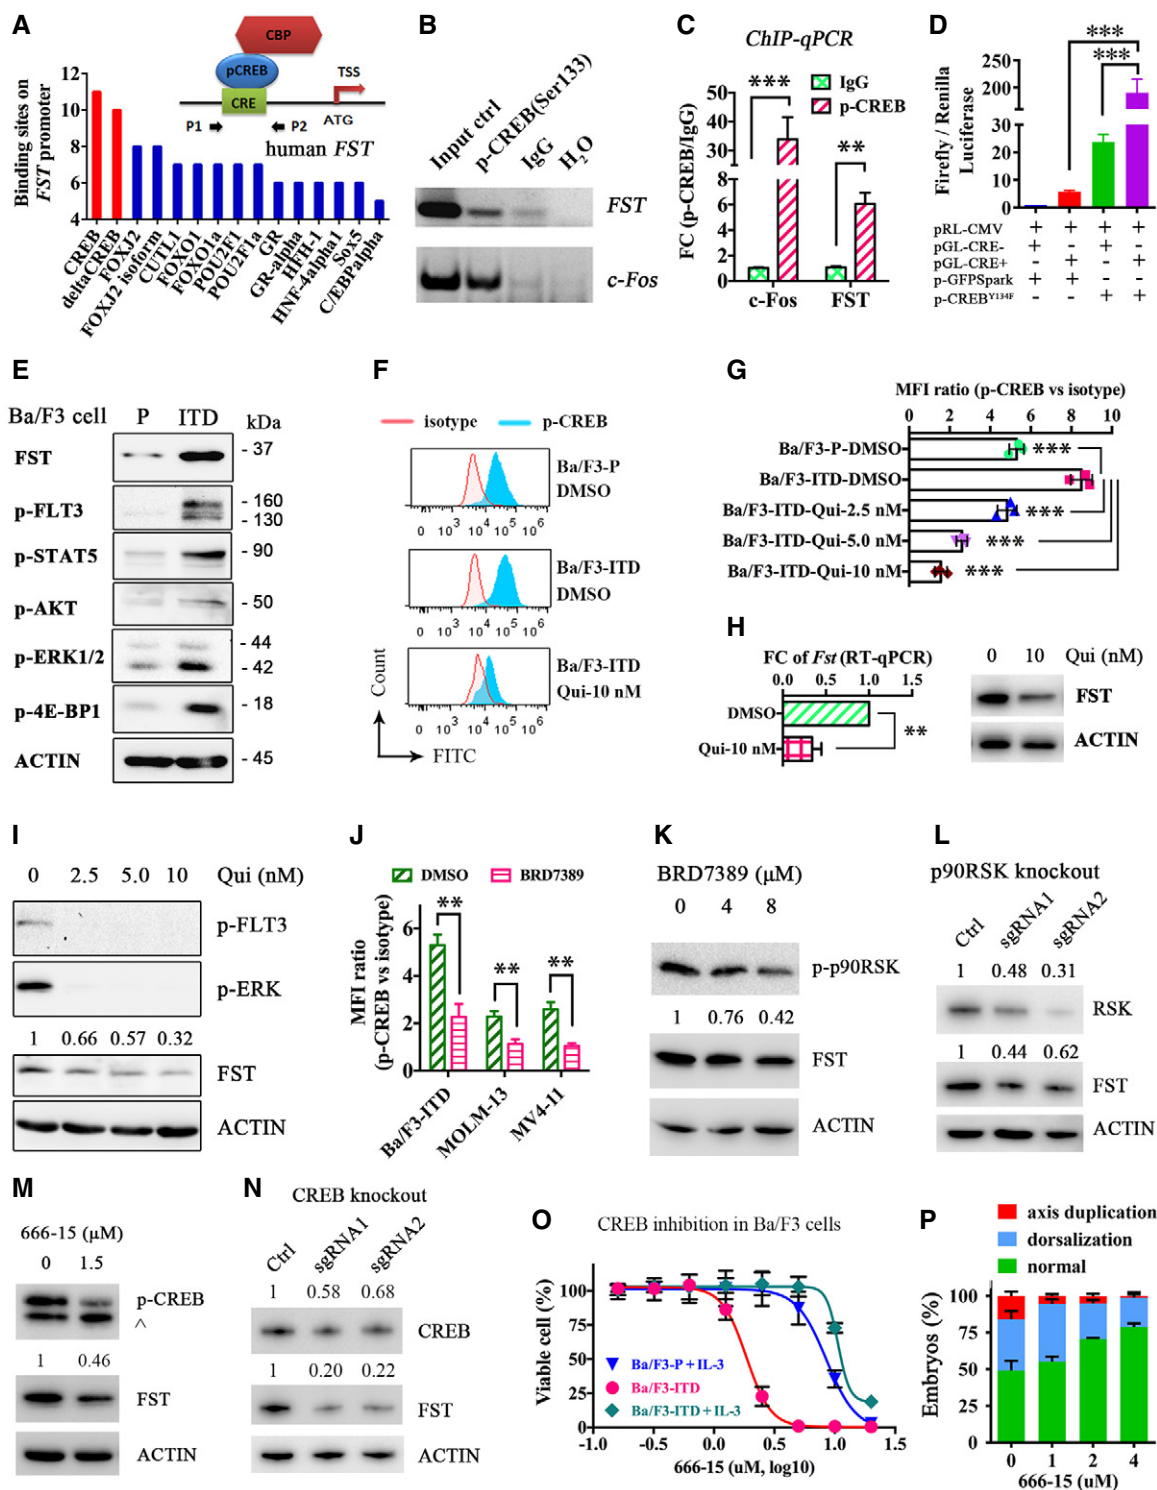 A
CBP
pCREB
CRE
TSS
P1
P2
ATG
human FST
Binding sites on
FST promoter
12
10
8
6
4
CREB
deltaCREB
FOXJ2
FOXJ2 isoform
CUTL1
FOXO1
FOXO1a
POU2F1
POU2F1a
GR
GR-alpha
HFH-1
HNF-4alpha1
Sox5
C/EBPalpha
B
Input ctrl
p-CREB(Ser133)
IgG
H2O
FST
c-Fos
C
ChIP-qPCR
IgG
p-CREB
FC (p-CREB/IgG)
50
40
30
8
6
4
2
0
***
**
c-Fos
FST
D
Firefly / Renilla
Luciferase
250
200
150
30
20
10
0
***
***
pRL-CMV + + + +
pGL-CRE- + - + -
pGL-CRE+ - + - +
p-GFPSpark + + - -
p-CREBY134F - - + +
E
Ba/F3 cell P ITD kDa
FST - 37
p-FLT3 - 160
- 130
p-STAT5 - 90
p-AKT - 50
p-ERK1/2 - 44
- 42
p-4E-BP1 - 18
ACTIN - 45
F
isotype
p-CREB
Ba/F3-P
DMSO
0 10³ 10⁴ 10⁵ 10⁶
Ba/F3-ITD
DMSO
0 10³ 10⁴ 10⁵ 10⁶
Ba/F3-ITD
Qui-10 nM
0 10³ 10⁴ 10⁵ 10⁶
Count
FITC
G
MFI ratio (p-CREB vs isotype)
0 2 4 6 8 10
Ba/F3-P-DMSO ***
Ba/F3-ITD-DMSO
Ba/F3-ITD-Qui-2.5 nM ***
Ba/F3-ITD-Qui-5.0 nM ***
Ba/F3-ITD-Qui-10 nM ***
H
FC of Fst (RT-qPCR)
0.0 0.5 1.0 1.5
DMSO
Qui-10 nM
**
0 10 Qui (nM)
FST
ACTIN
I
0 2.5 5.0 10 Qui (nM)
p-FLT3
p-ERK
1 0.66 0.57 0.32
FST
ACTIN
J
DMSO
BRD7389
MFI ratio
(p-CREB vs isotype)
6
4
2
0
**
**
**
Ba/F3-ITD
MOLM-13
MV4-11
K
BRD7389 (μM)
0 4 8
p-p90RSK
1 0.76 0.42
FST
ACTIN
L
p90RSK knockout
Ctrl
sgRNA1
sgRNA2
1 0.48 0.31
RSK
1 0.44 0.62
FST
ACTIN
M
666-15 (μM)
0 1.5
p-CREB
^
1 0.46
FST
ACTIN
N
CREB knockout
Ctrl
sgRNA1
sgRNA2
1 0.58 0.68
CREB
1 0.20 0.22
FST
ACTIN
O
CREB inhibition in Ba/F3 cells
Viable cell (%)
100
75
50
25
0
Ba/F3-P + IL-3
Ba/F3-ITD
Ba/F3-ITD + IL-3
-1.0 -0.5 0.0 0.5 1.0 1.5
666-15 (uM, log10)
P
axis duplication
dorsalization
normal
Embryos (%)
100
75
50
25
0
0 1 2 4
666-15 (uM)